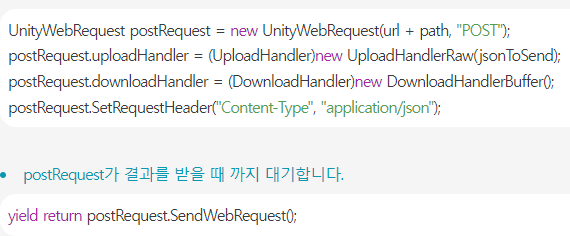 UnityWebRequest postRequest = new UnityWebRequest(url + path, "POST");
postRequest.uploadHandler = (UploadHandler)new UploadHandlerRaw(jsonToSend);
postRequest.downloadHandler = (DownloadHandler)new DownloadHandlerBuffer();
postRequest.SetRequestHeader("Content-Type", "application/json");
• postRequest가 결과를 받을 때 까지 대기합니다.
yield return postRequest.SendWebRequest();